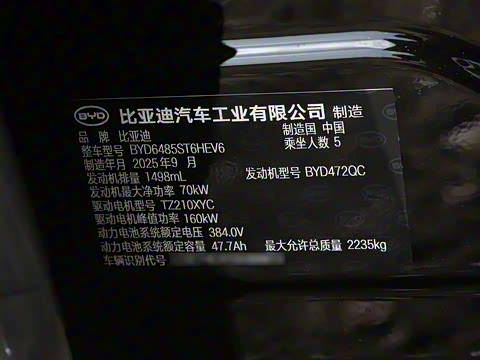 BYD 比亚迪汽车工业有限公司 制造
品 牌 比亚迪 制造国 中国
整车型号 BYD6485ST6HEV6 乘坐人数 5
制造年月 2025年9 月
发动机排量 1498mL 发动机型号 BYD472QC
发动机最大净功率 70kW
驱动电机型号 TZ210XYC
驱动电机峰值功率 160kW
动力电池系统额定电压 384.0V
动力电池系统额定容量 47.7Ah 最大允许总质量 2235kg
车辆识别代号